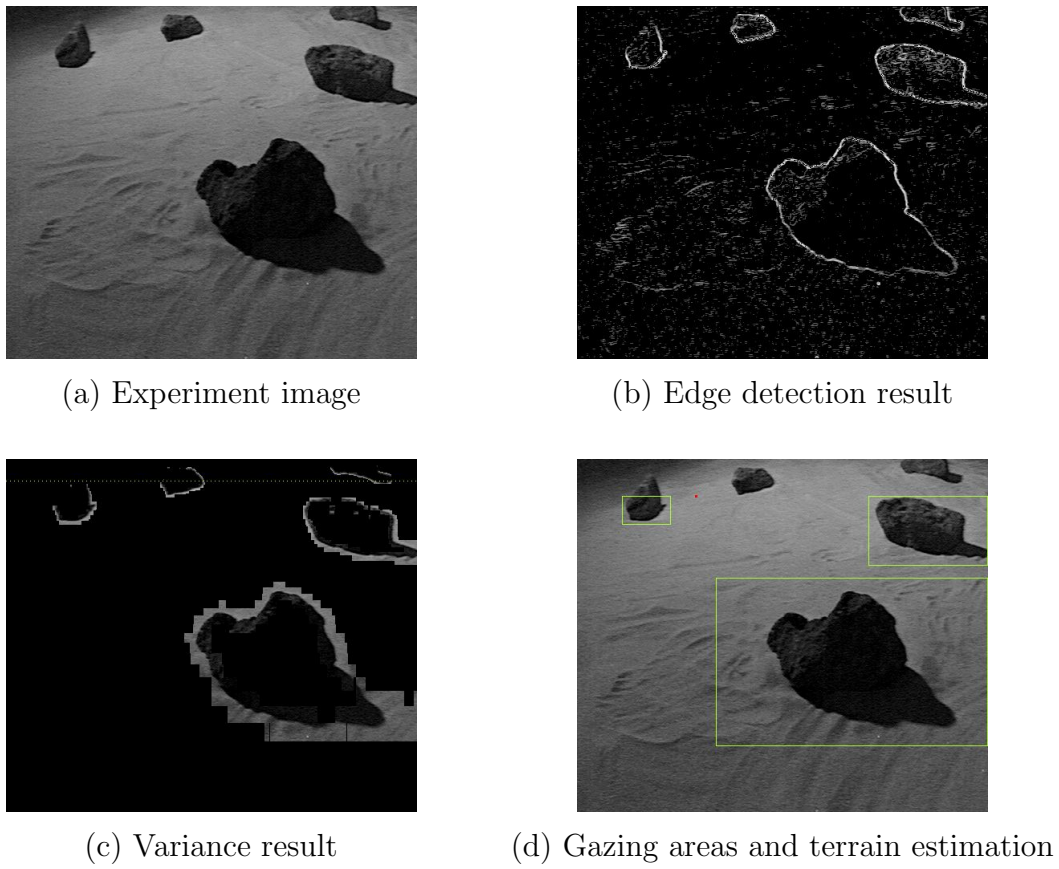 (a) Experiment image
(b) Edge detection result
(c) Variance result
(d) Gazing areas and terrain estimation